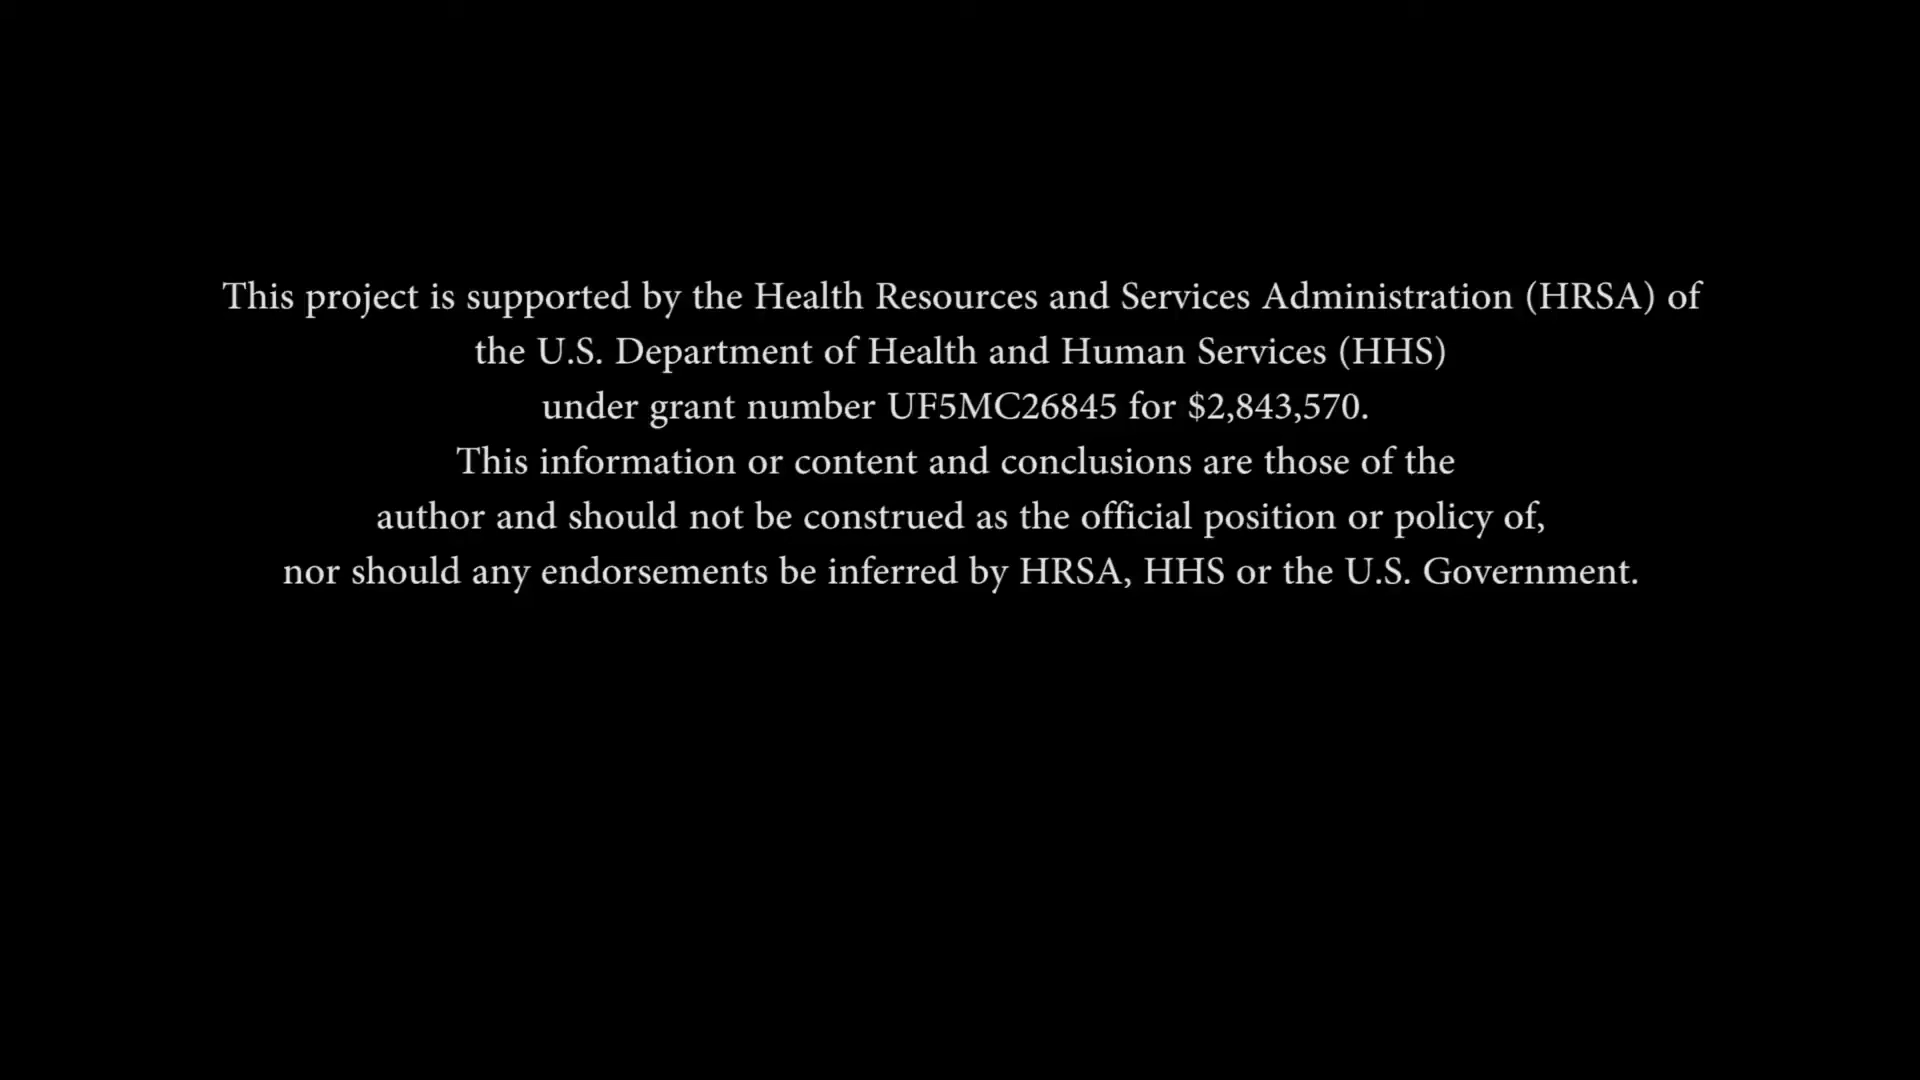 This project is supported by the Health Resources and Services Administration (HRSA) of
the U.S. Department of Health and Human Services (HHS)
under grant number UF5MC26845 for $2,843,570.
This information or content and conclusions are those of the
author and should not be construed as the official position or policy of,
nor should any endorsements be inferred by HRSA, HHS or the U.S. Government.